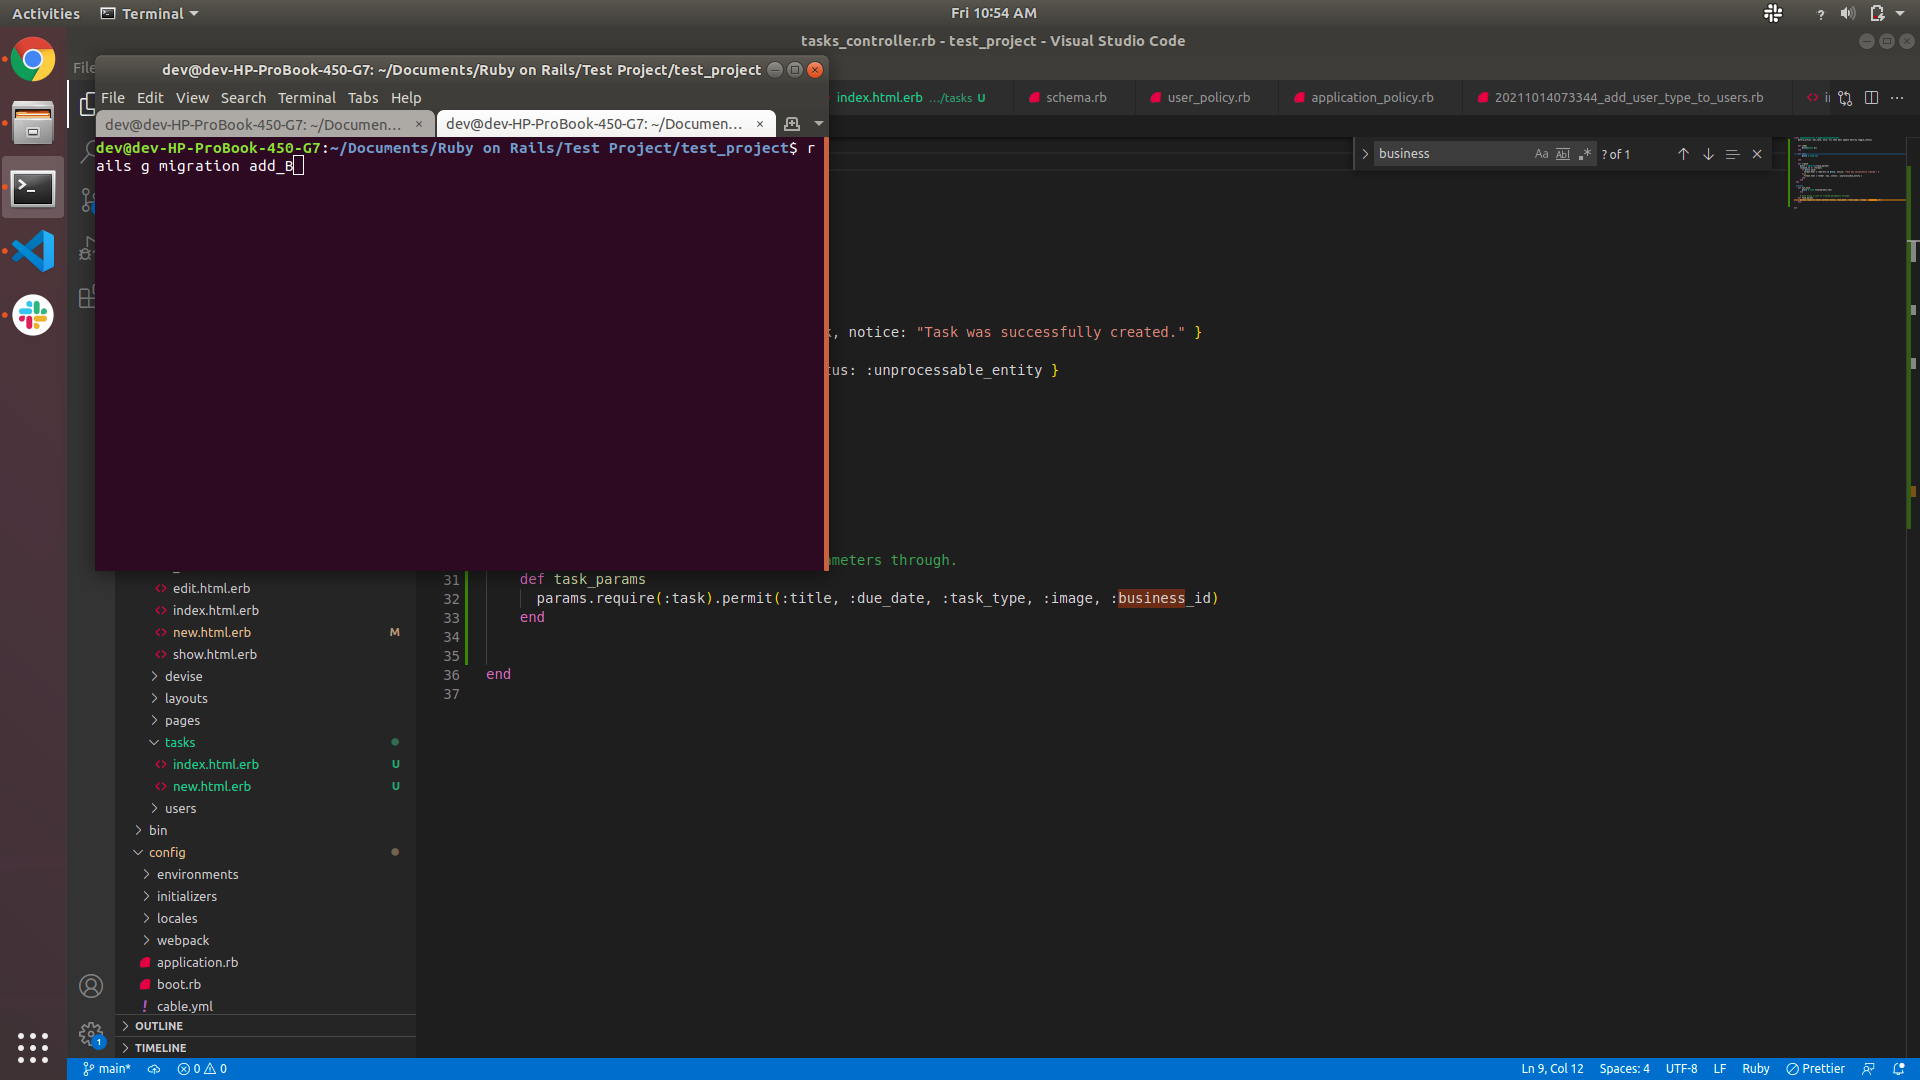 Activities
Terminal
Fri 10:54 AM
?
tasks_controller.rb - test_project - Visual Studio Code
File
dev@dev-HP-ProBook-450-G7: ~/Documents/Ruby on Rails/Test Project/test_project
File Edit View Search Terminal Tabs Help
dev@dev-HP-ProBook-450-G7: ~/Documen... ×
dev@dev-HP-ProBook-450-G7: ~/Documen... ×
dev@dev-HP-ProBook-450-G7:~/Documents/Ruby on Rails/Test Project/test_project$ r
ails g migration add_B
index.html.erb .../tasks U
schema.rb
user_policy.rb
application_policy.rb
20211014073344_add_user_type_to_users.rb
business
Aa
Abl
.*
? of 1
, notice: "Task was successfully created." }
tus: :unprocessable_entity }
ameters through.
31 def task_params
32 params.require(:task).permit(:title, :due_date, :task_type, :image, :business_id)
33 end
34
35
36 end
37
edit.html.erb
index.html.erb
new.html.erb M
show.html.erb
devise
layouts
pages
tasks
index.html.erb U
new.html.erb U
users
bin
config
environments
initializers
locales
webpack
application.rb
boot.rb
! cable.yml
OUTLINE
TIMELINE
1
main*
0
0
Ln 9, Col 12
Spaces: 4
UTF-8
LF
Ruby
Prettier